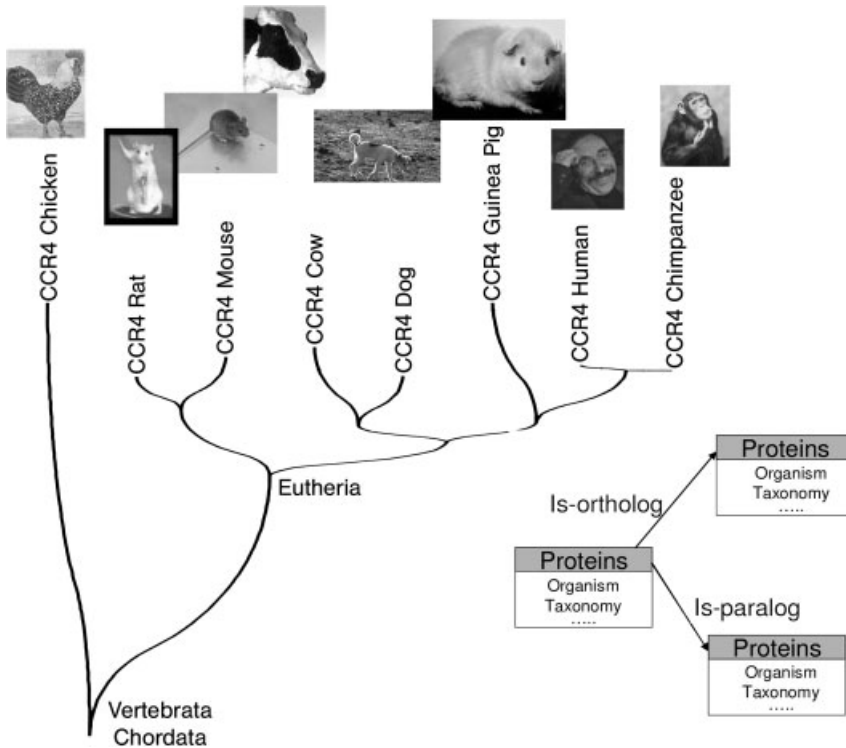 CCR4 Chicken
CCR4 Rat
CCR4 Mouse
CCR4 Cow
CCR4 Dog
CCR4 Guinea Pig
CCR4 Human
CCR4 Chimpanzee
Eutheria
Vertebrata
Chordata
Proteins
Organism
Taxonomy
.....
Is-ortholog
Proteins
Organism
Taxonomy
.....
Is-paralog
Proteins
Organism
Taxonomy
.....